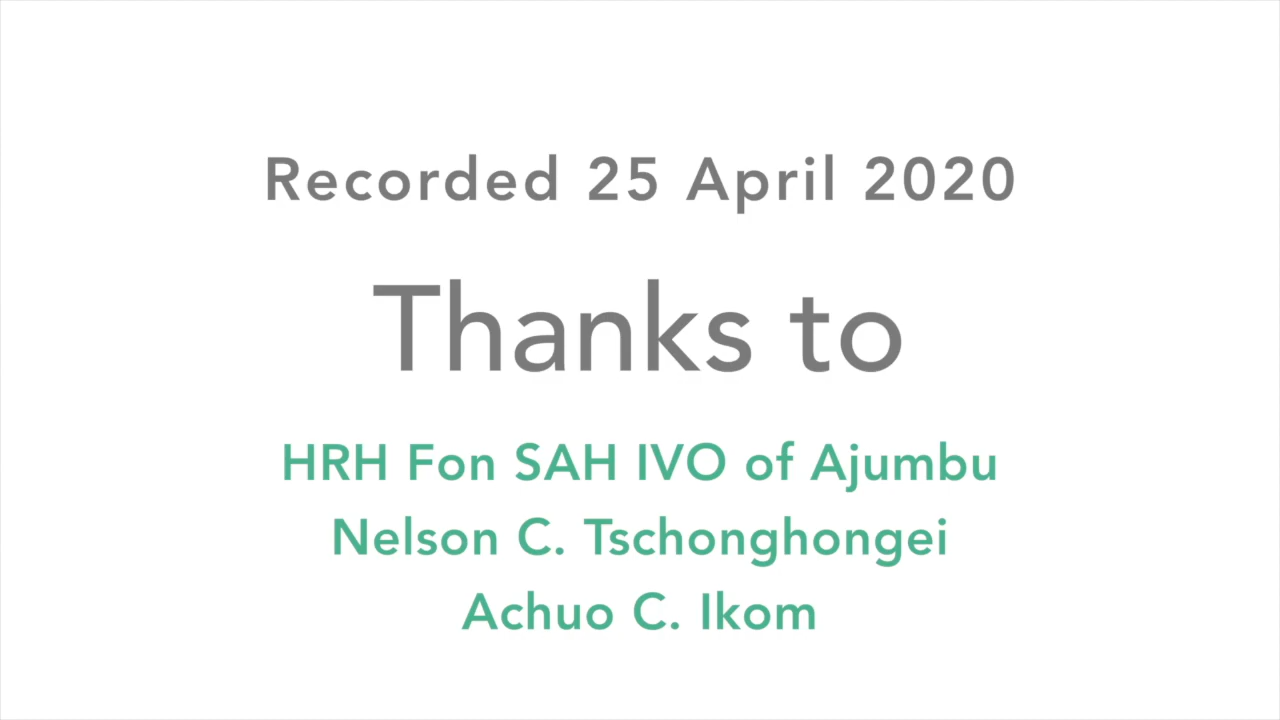 Recorded 25 April 2020
Thanks to
HRH Fon SAH IVO of Ajumbu
Nelson C. Tschonghongei
Achuo C. Ikom